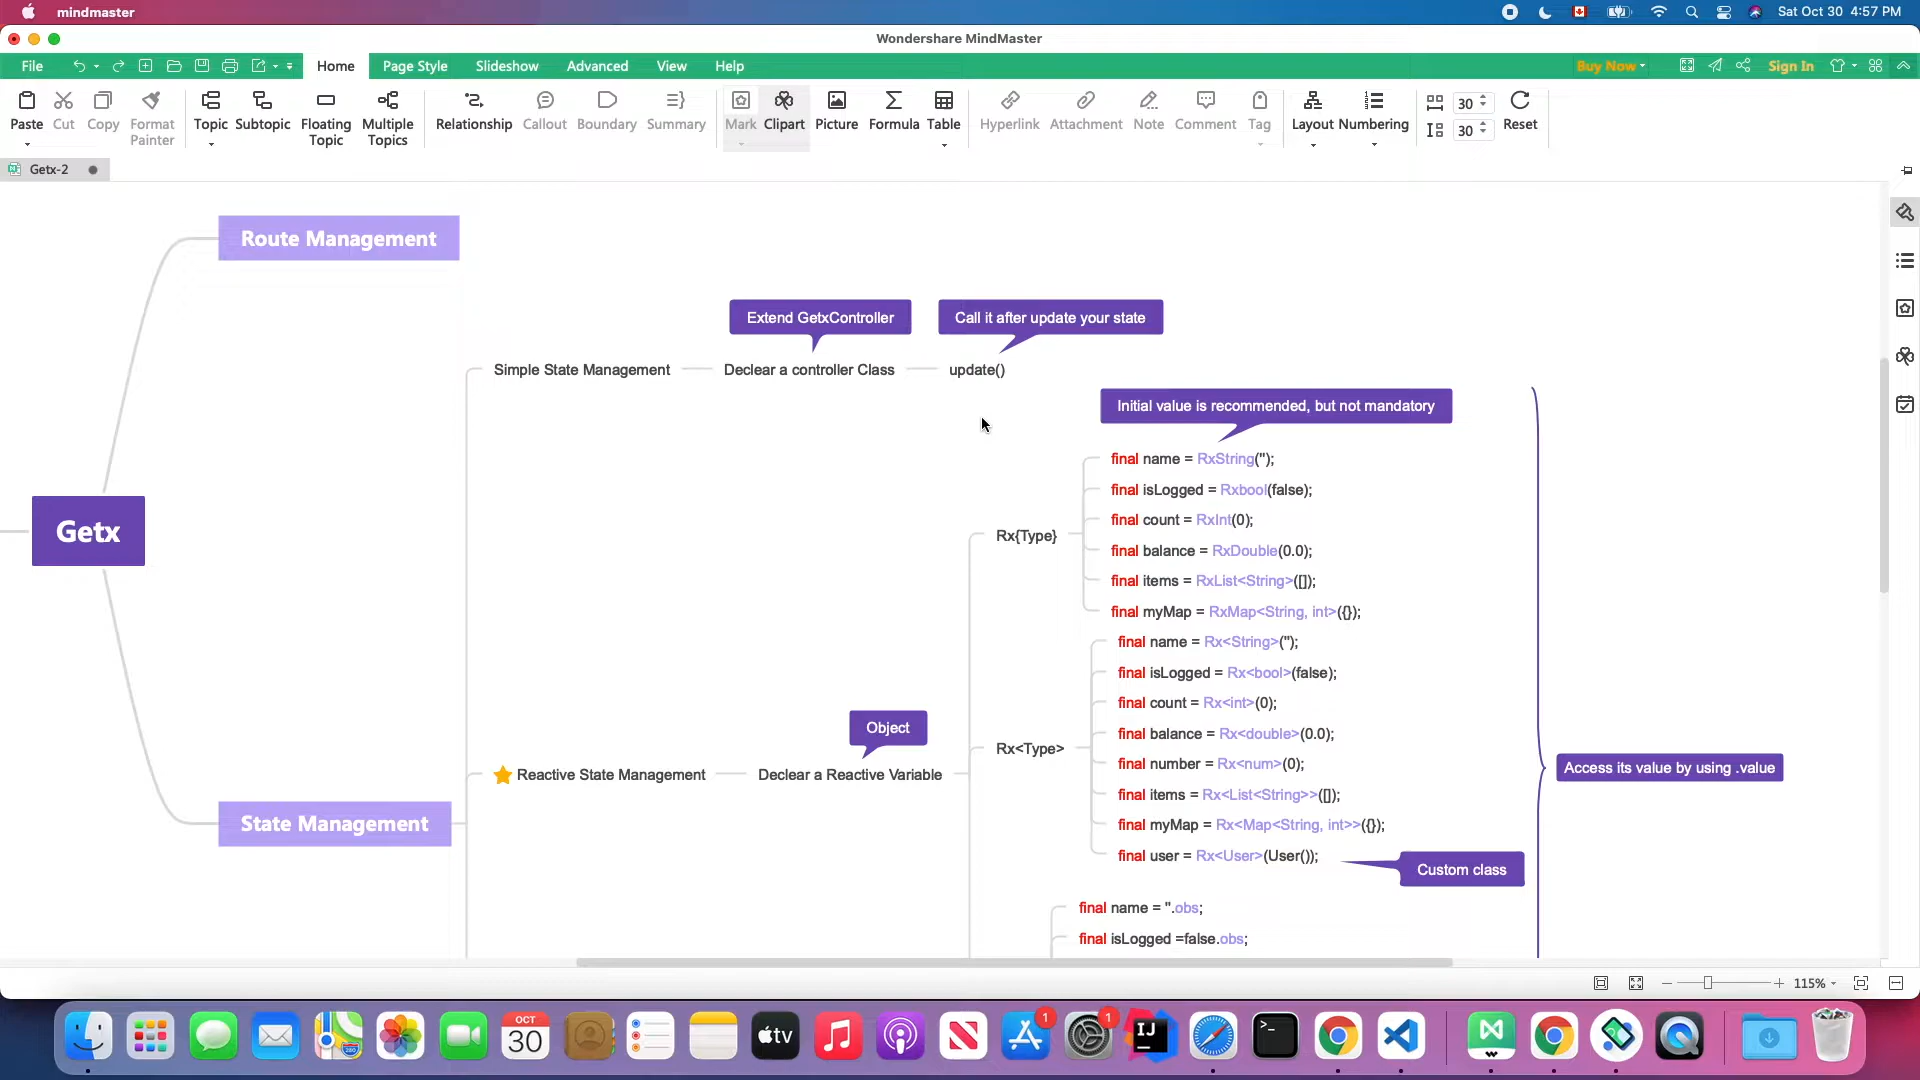 mindmaster
Sat Oct 30 4:57 PM
Wondershare MindMaster
File
Home
Page Style
Slideshow
Advanced
View
Help
Buy Now
Sign In
Paste
Cut
Copy
Format Painter
Topic
Subtopic
Floating Topic
Multiple Topics
Relationship
Callout
Boundary
Summary
Mark
Clipart
Picture
Formula
Table
Hyperlink
Attachment
Note
Comment
Tag
Layout
Numbering
30
30
Reset
Getx-2
Route Management
Extend GetxController
Call it after update your state
Simple State Management
Declear a controller Class
update()
Initial value is recommended, but not mandatory
final name = RxString('');
final isLogged = Rxbool(false);
final count = RxInt(0);
Getx
Rx{Type}
final balance = RxDouble(0.0);
final items = RxList<String>([]);
final myMap = RxMap<String, int>({});
final name = Rx<String>('');
final isLogged = Rx<bool>(false);
final count = Rx<int>(0);
Object
final balance = Rx<double>(0.0);
Rx<Type>
final number = Rx<num>(0);
Access its value by using .value
Reactive State Management
Declear a Reactive Variable
final items = Rx<List<String>>([]);
State Management
final myMap = Rx<Map<String, int>>({});
final user = Rx<User>(User());
Custom class
final name = ''.obs;
final isLogged =false.obs;
115%
OCT
30
tv
1
1
IJ